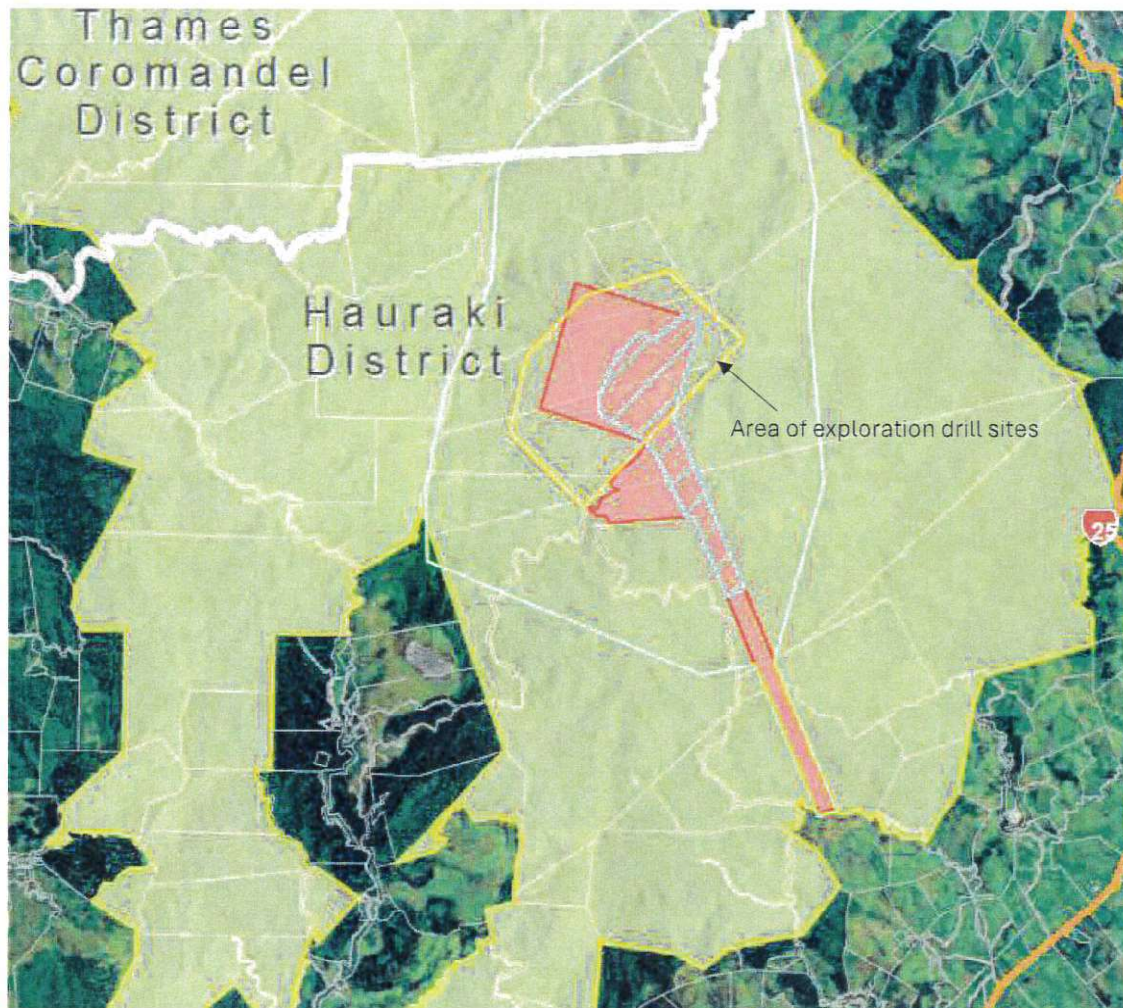 Thames
Coromandel
District
Hauraki
District
Area of exploration drill sites
25